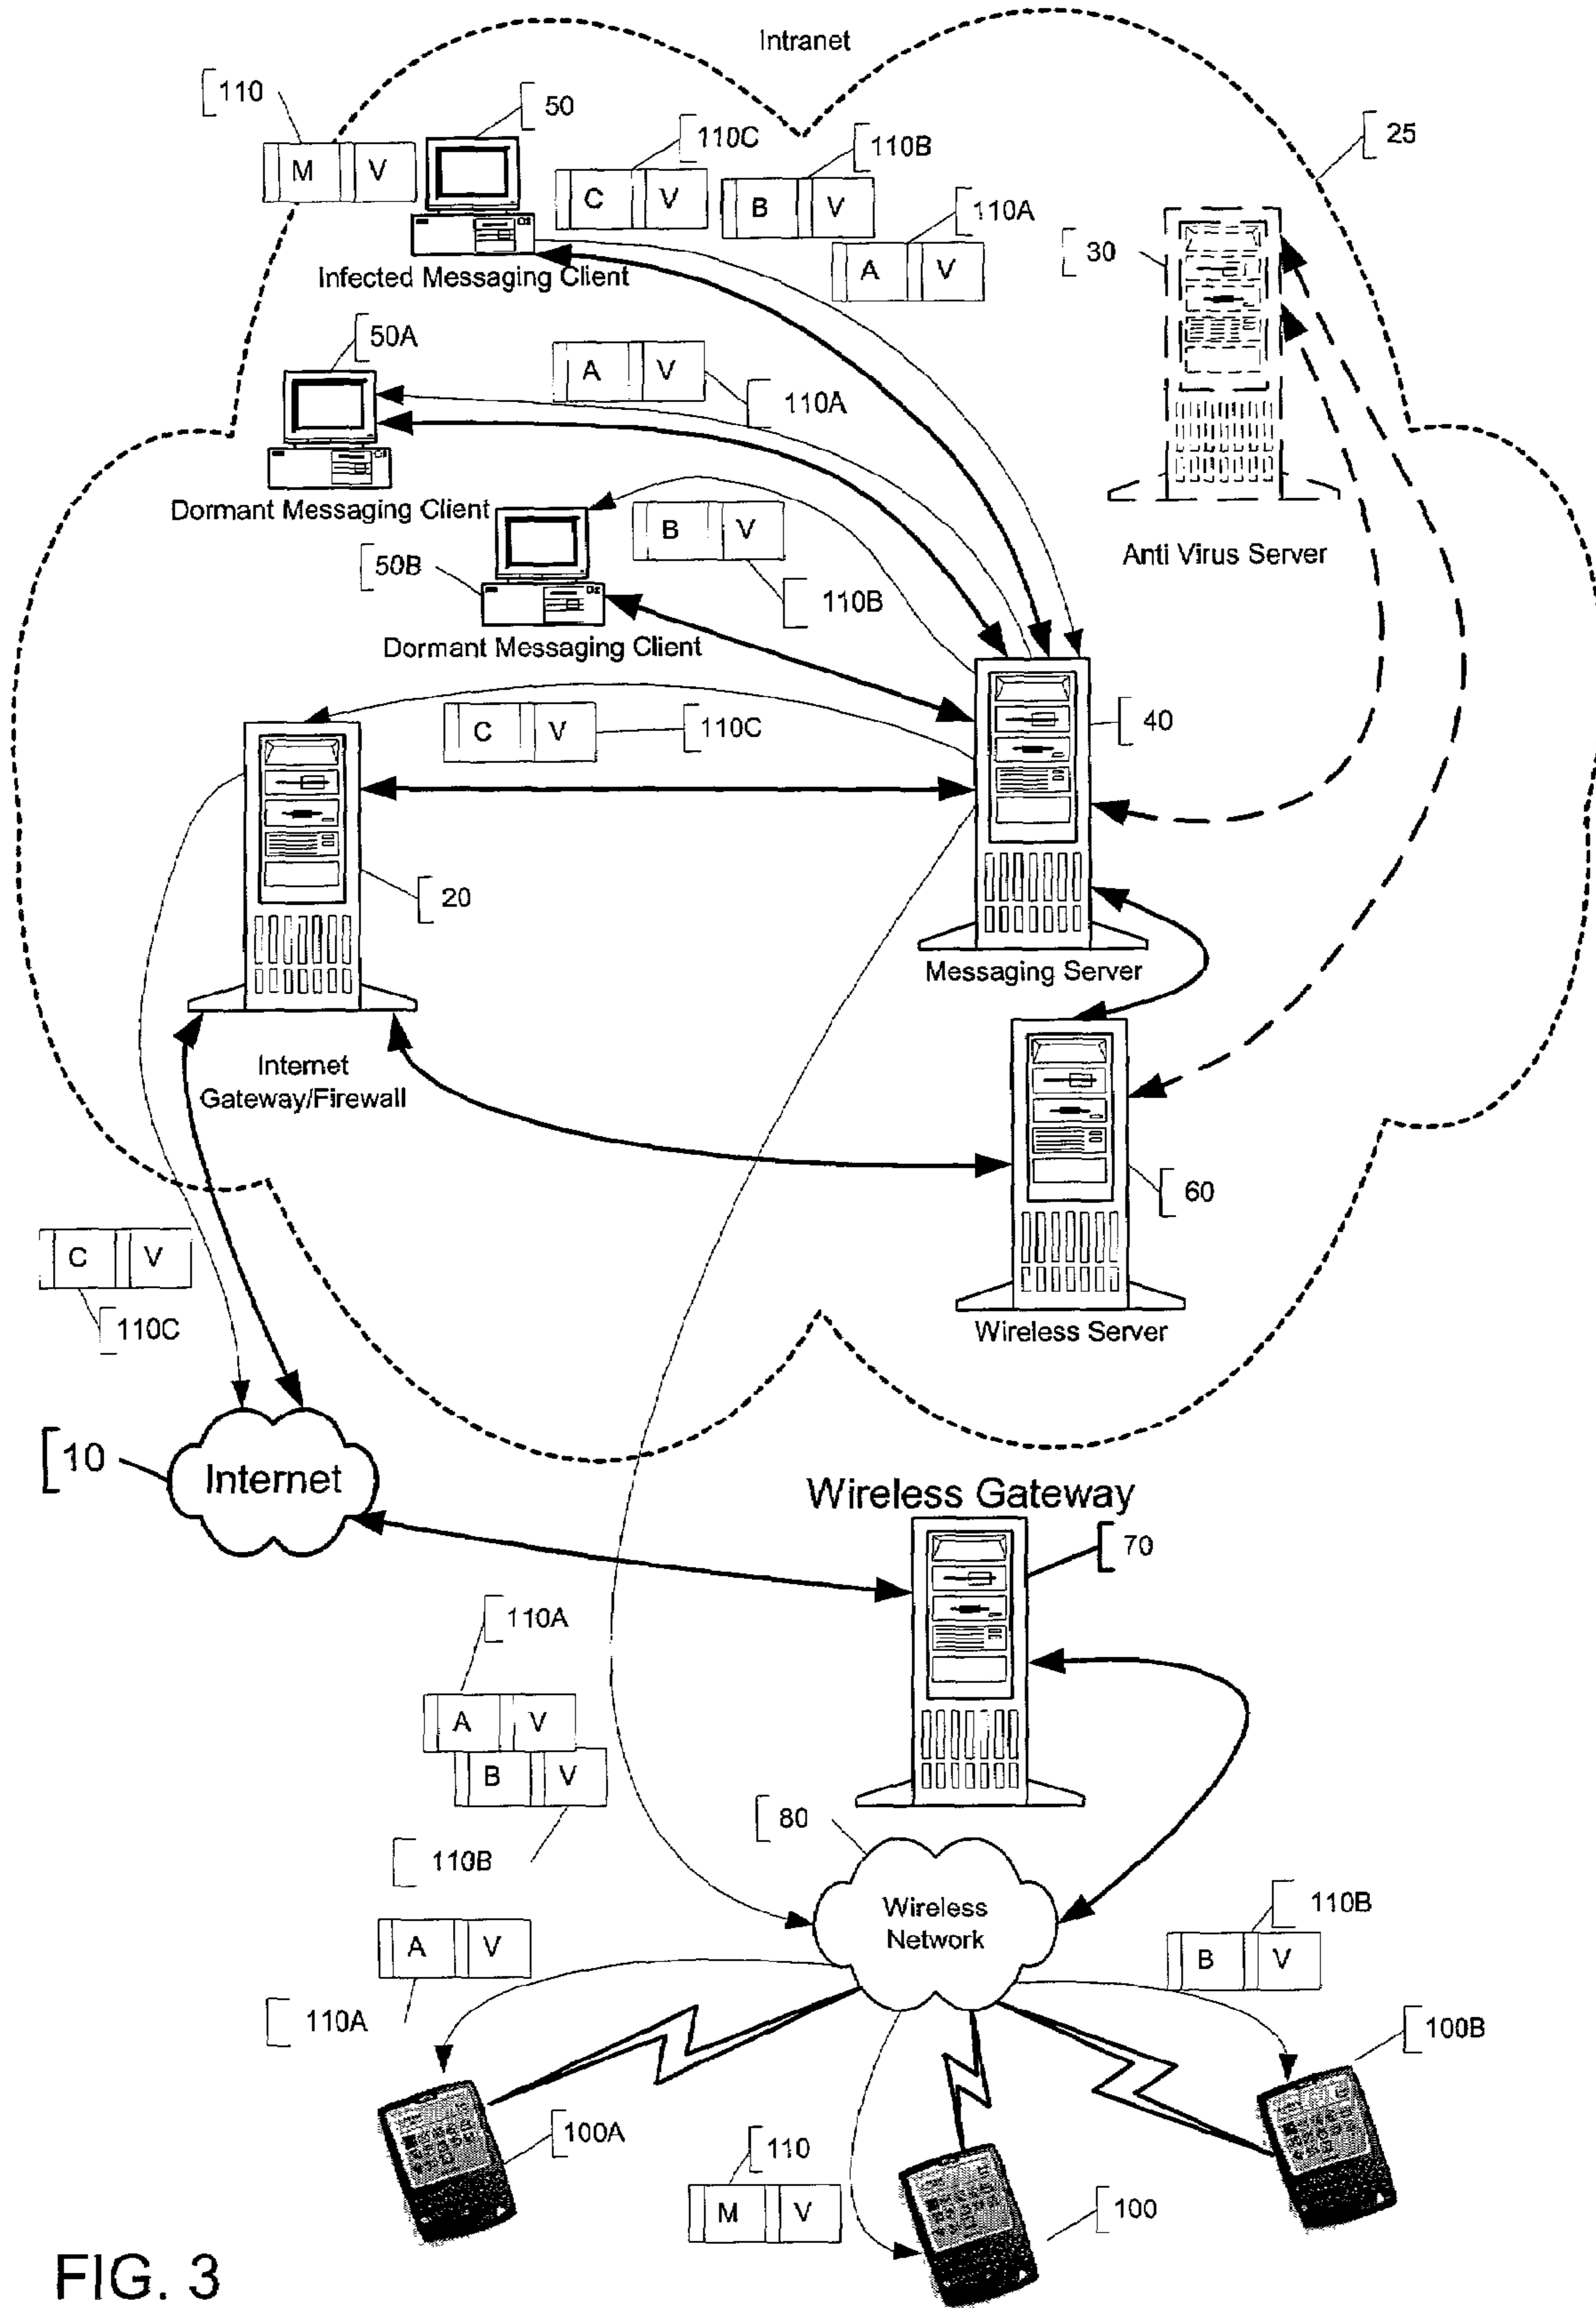 Intranet
110
50
110C
110B
25
M V
C V
B V
110A
30
A V
Infected Messaging Client
50A
A V
110A
Dormant Messaging Client
B V
50B
110B
Anti Virus Server
Dormant Messaging Client
C V
110C
40
20
Messaging Server
Internet
Gateway/Firewall
60
C V
110C
Wireless Server
10
Internet
Wireless Gateway
70
110A
A V
B V
80
110B
Wireless
Network
110B
A V
B V
110A
100B
100A
110
M V
100
FIG. 3